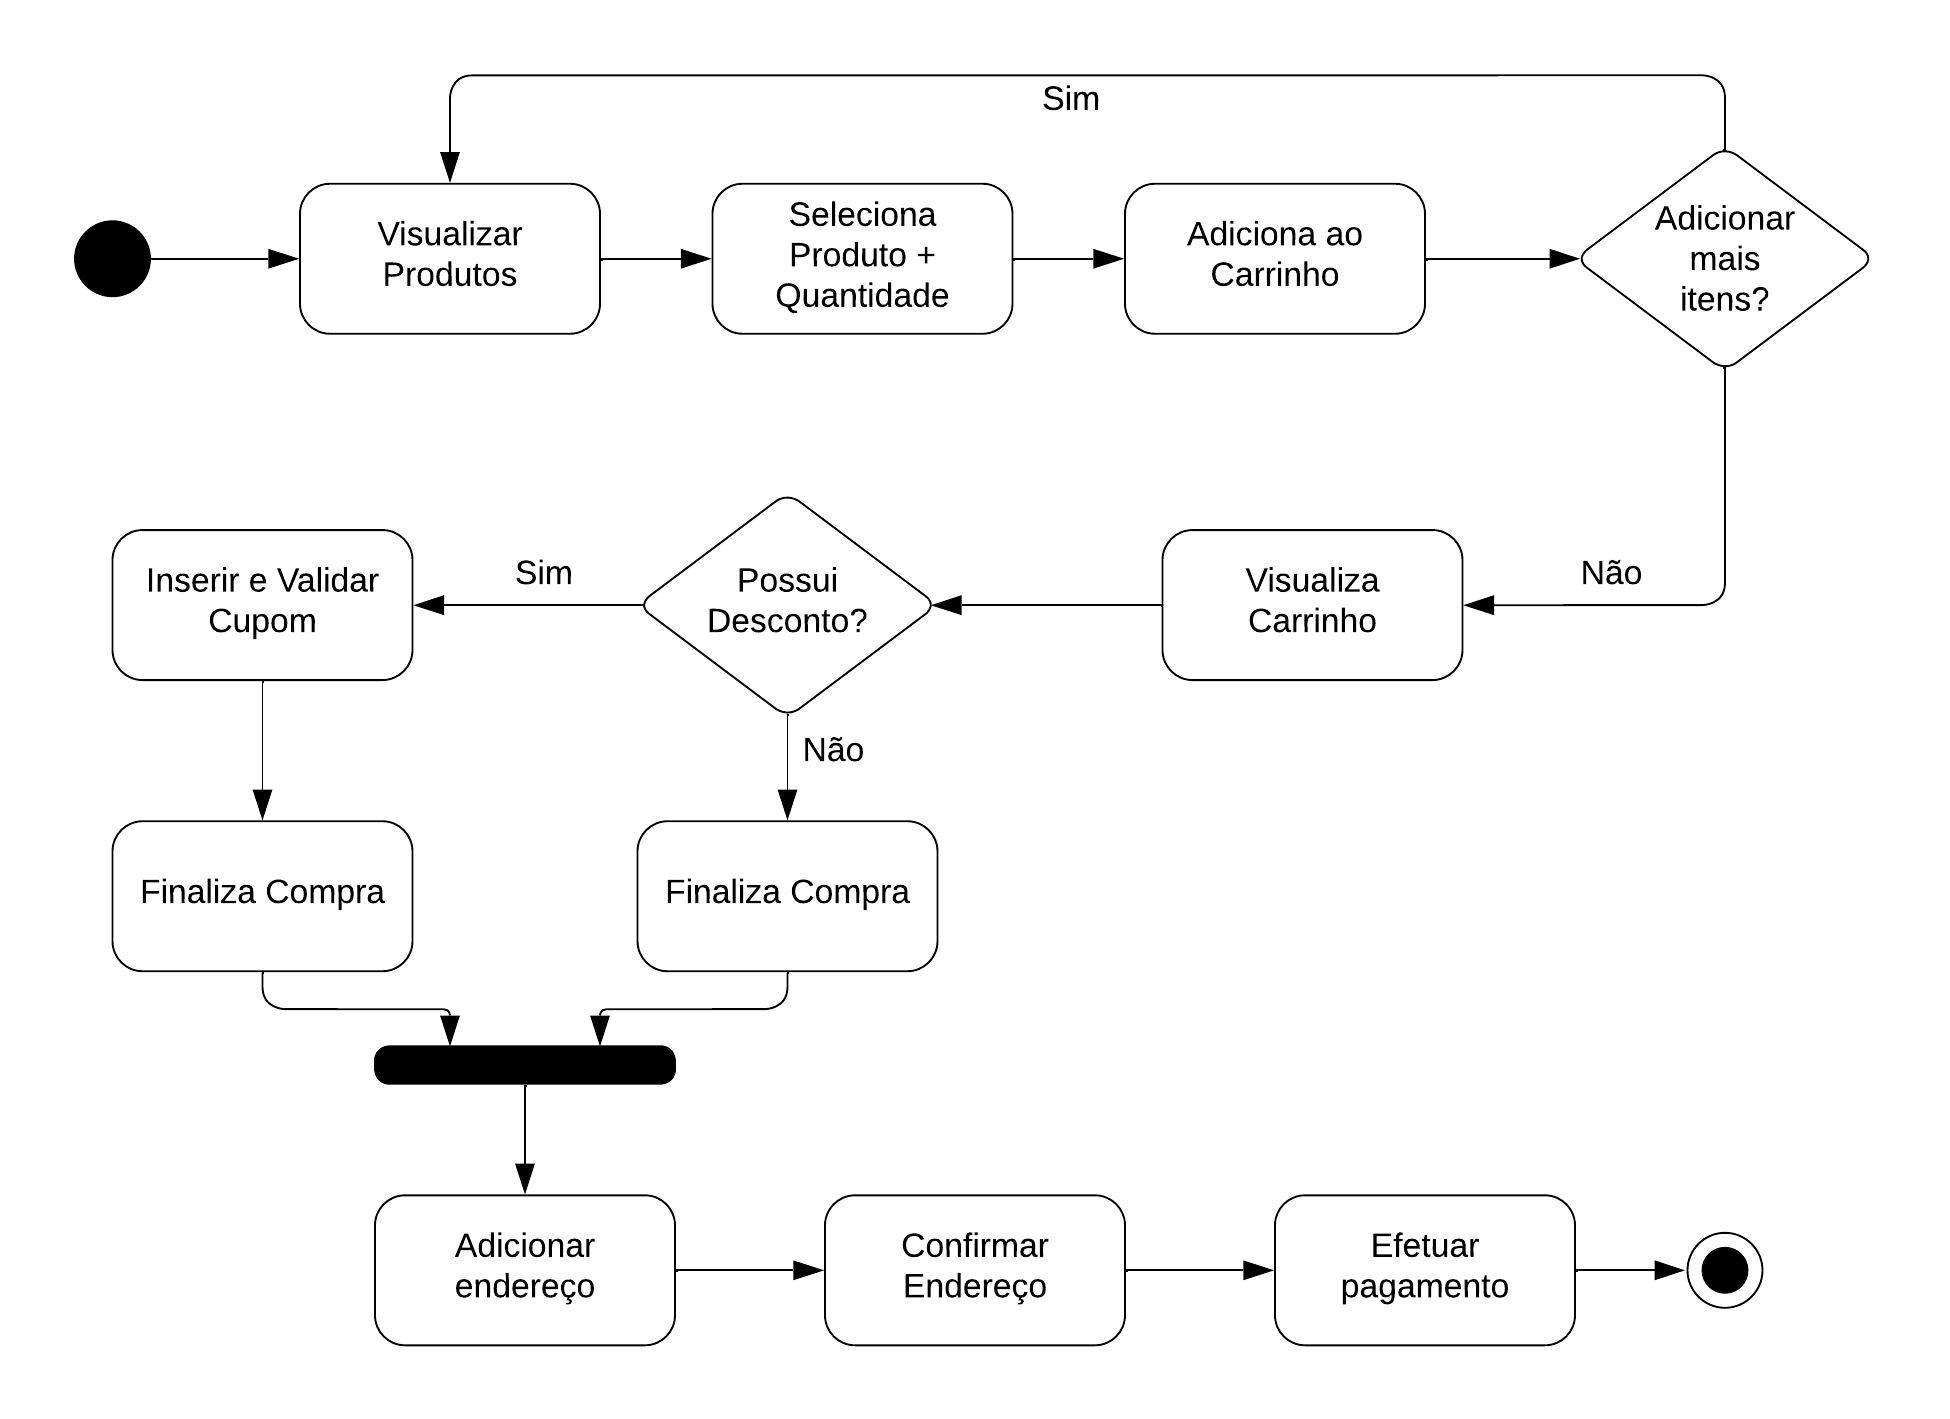 Sim
Visualizar
Produtos
Seleciona
Produto +
Quantidade
Adiciona ao
Carrinho
Adicionar
mais
itens?
Não
Visualiza
Carrinho
Possui
Desconto?
Sim
Inserir e Validar
Cupom
Não
Finaliza Compra
Finaliza Compra
Adicionar
endereço
Confirmar
Endereço
Efetuar
pagamento